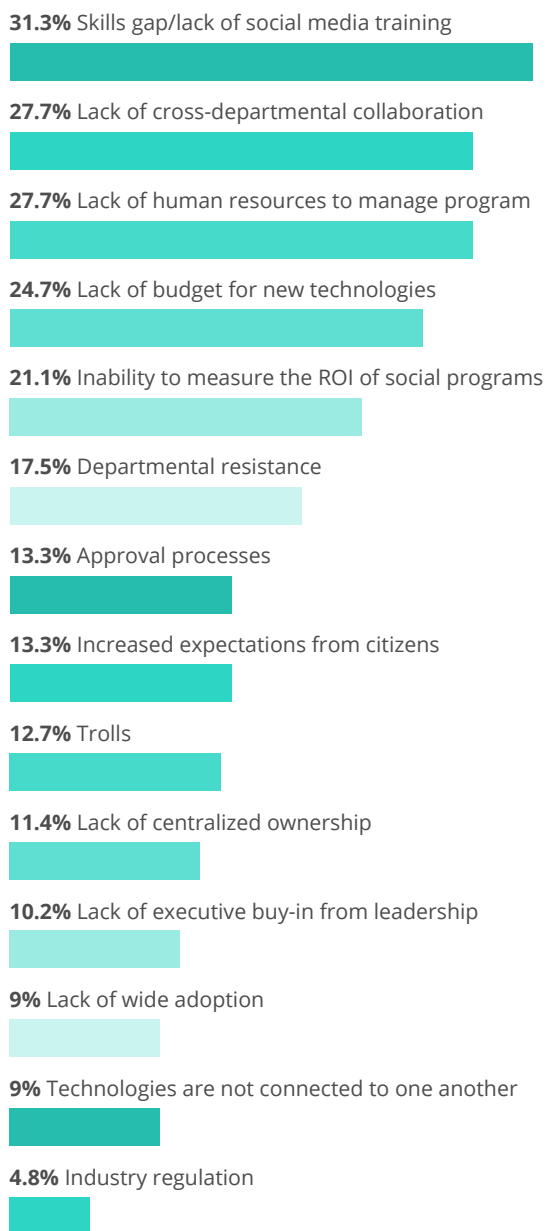 31.3% Skills gap/lack of social media training
27.7% Lack of cross-departmental collaboration
27.7% Lack of human resources to manage program
24.7% Lack of budget for new technologies
21.1% Inability to measure the ROI of social programs
17.5% Departmental resistance
13.3% Approval processes
13.3% Increased expectations from citizens
12.7% Trolls
11.4% Lack of centralized ownership
10.2% Lack of executive buy-in from leadership
9% Lack of wide adoption
9% Technologies are not connected to one another
4.8% Industry regulation